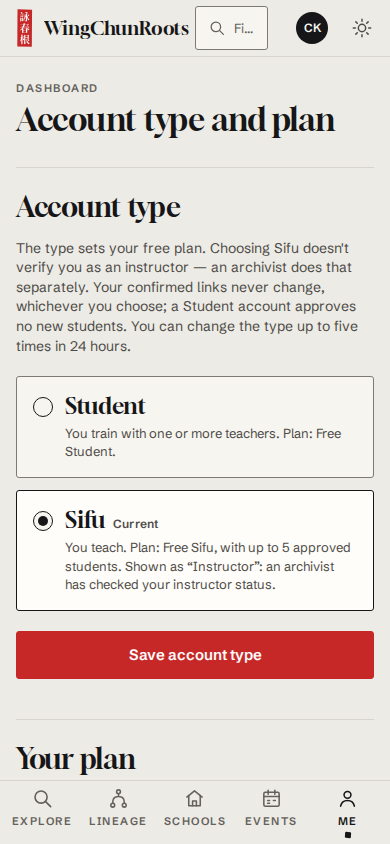 詠春根
WingChunRoots
Fi...
CK
DASHBOARD
Account type and plan
Account type
The type sets your free plan. Choosing Sifu doesn't
verify you as an instructor — an archivist does that
separately. Your confirmed links never change,
whichever you choose; a Student account approves
no new students. You can change the type up to five
times in 24 hours.
Student
You train with one or more teachers. Plan: Free
Student.
Sifu Current
You teach. Plan: Free Sifu, with up to 5 approved
students. Shown as “Instructor”: an archivist
has checked your instructor status.
Save account type
Your plan
EXPLORE LINEAGE SCHOOLS EVENTS ME